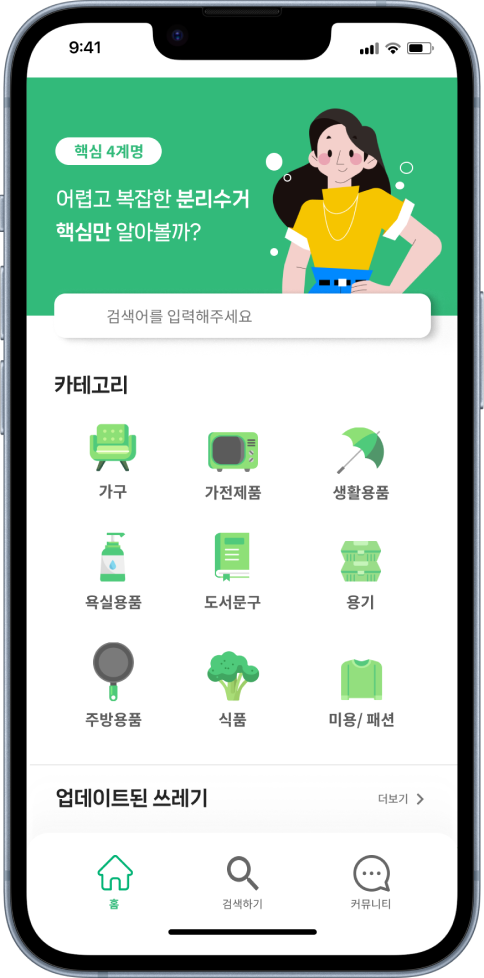 9:41
핵심 4계명
어렵고 복잡한 분리수거
핵심만 알아볼까?
검색어를 입력해주세요
카테고리
가구
가전제품
생활용품
욕실용품
도서문구
용기
주방용품
식품
미용/ 패션
업데이트된 쓰레기
더보기
홈
검색하기
커뮤니티